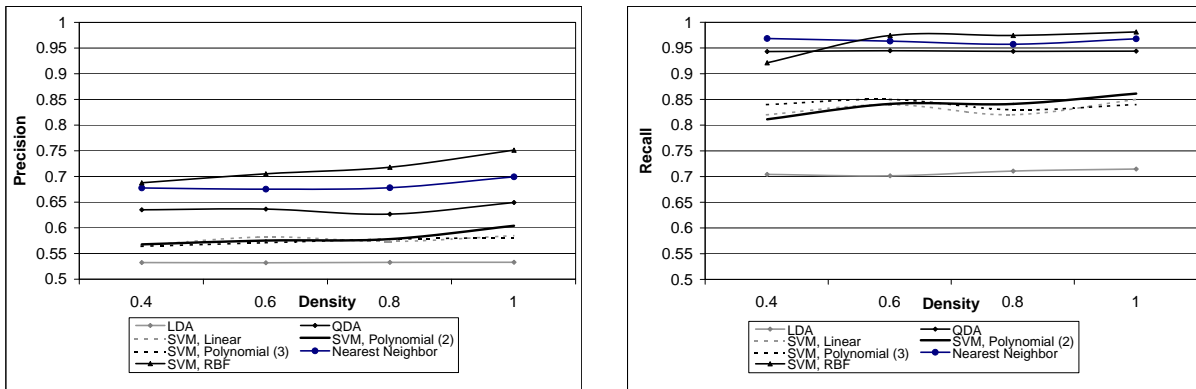 1
0.95
0.9
0.85
0.8
0.75
0.7
0.65
0.6
0.55
0.5
Precision
0.4 0.6 0.8 1
Density
LDA QDA
SVM, Linear SVM, Polynomial (2)
SVM, Polynomial (3) Nearest Neighbor
SVM, RBF
1
0.95
0.9
0.85
0.8
0.75
0.7
0.65
0.6
0.55
0.5
Recall
0.4 0.6 0.8 1
Density
LDA QDA
SVM, Linear SVM, Polynomial (2)
SVM, Polynomial (3) Nearest Neighbor
SVM, RBF